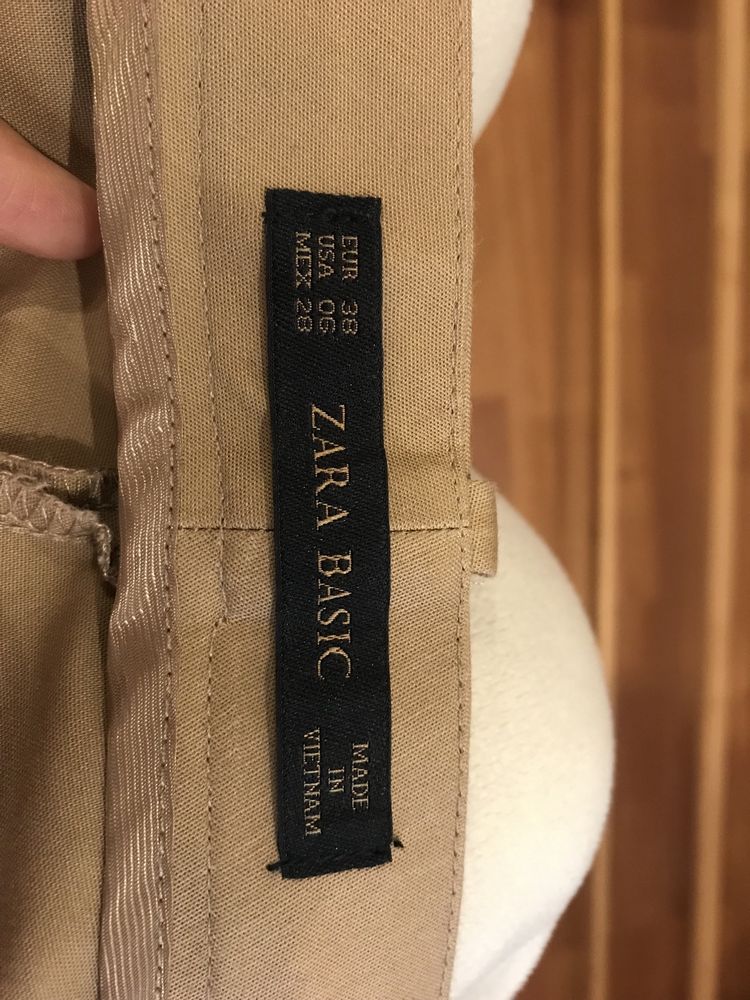 EUR 38
USA 06
MEX 28
ZARA BASIC
MADE
IN
VIETNAM